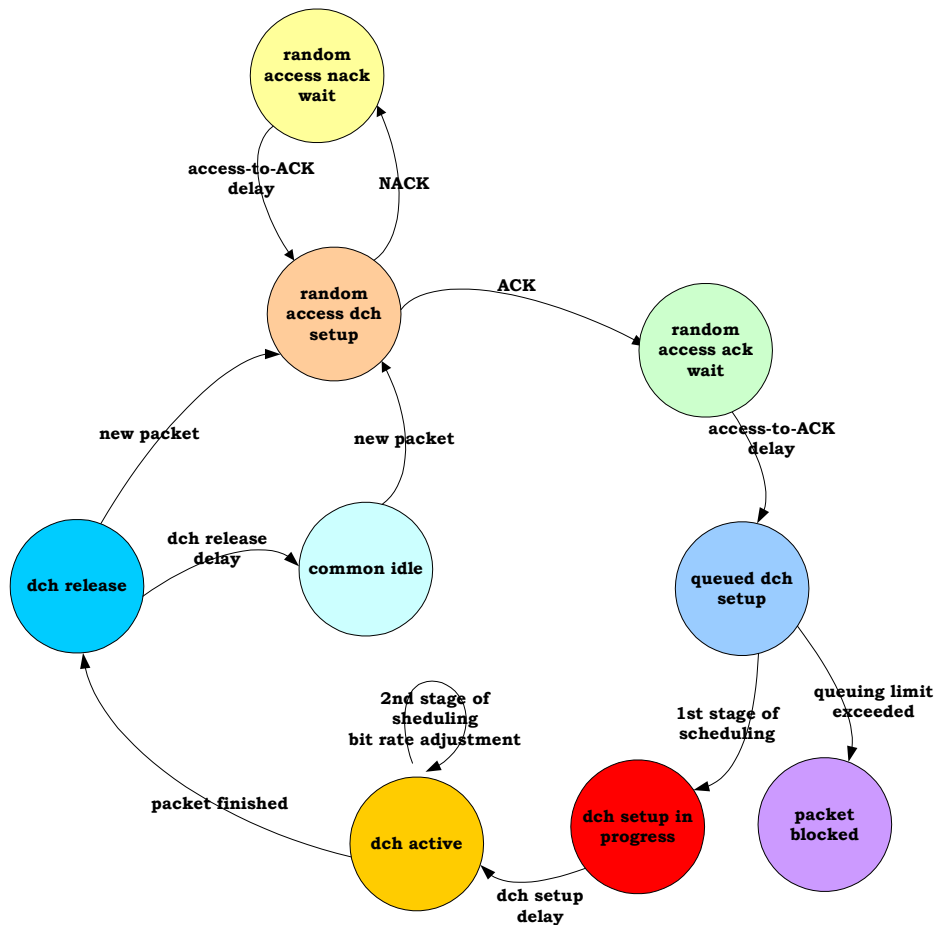 random
access nack
wait
access-to-ACK
delay
NACK
random
access dch
setup
ACK
random
access ack
wait
new packet
new packet
access-to-ACK
delay
dch release
delay
dch release
common idle
queued dch
setup
2nd stage of
sheduling
bit rate adjustment
1st stage of
scheduling
queuing limit
exceeded
packet finished
dch active
dch setup in
progress
packet
blocked
dch setup
delay